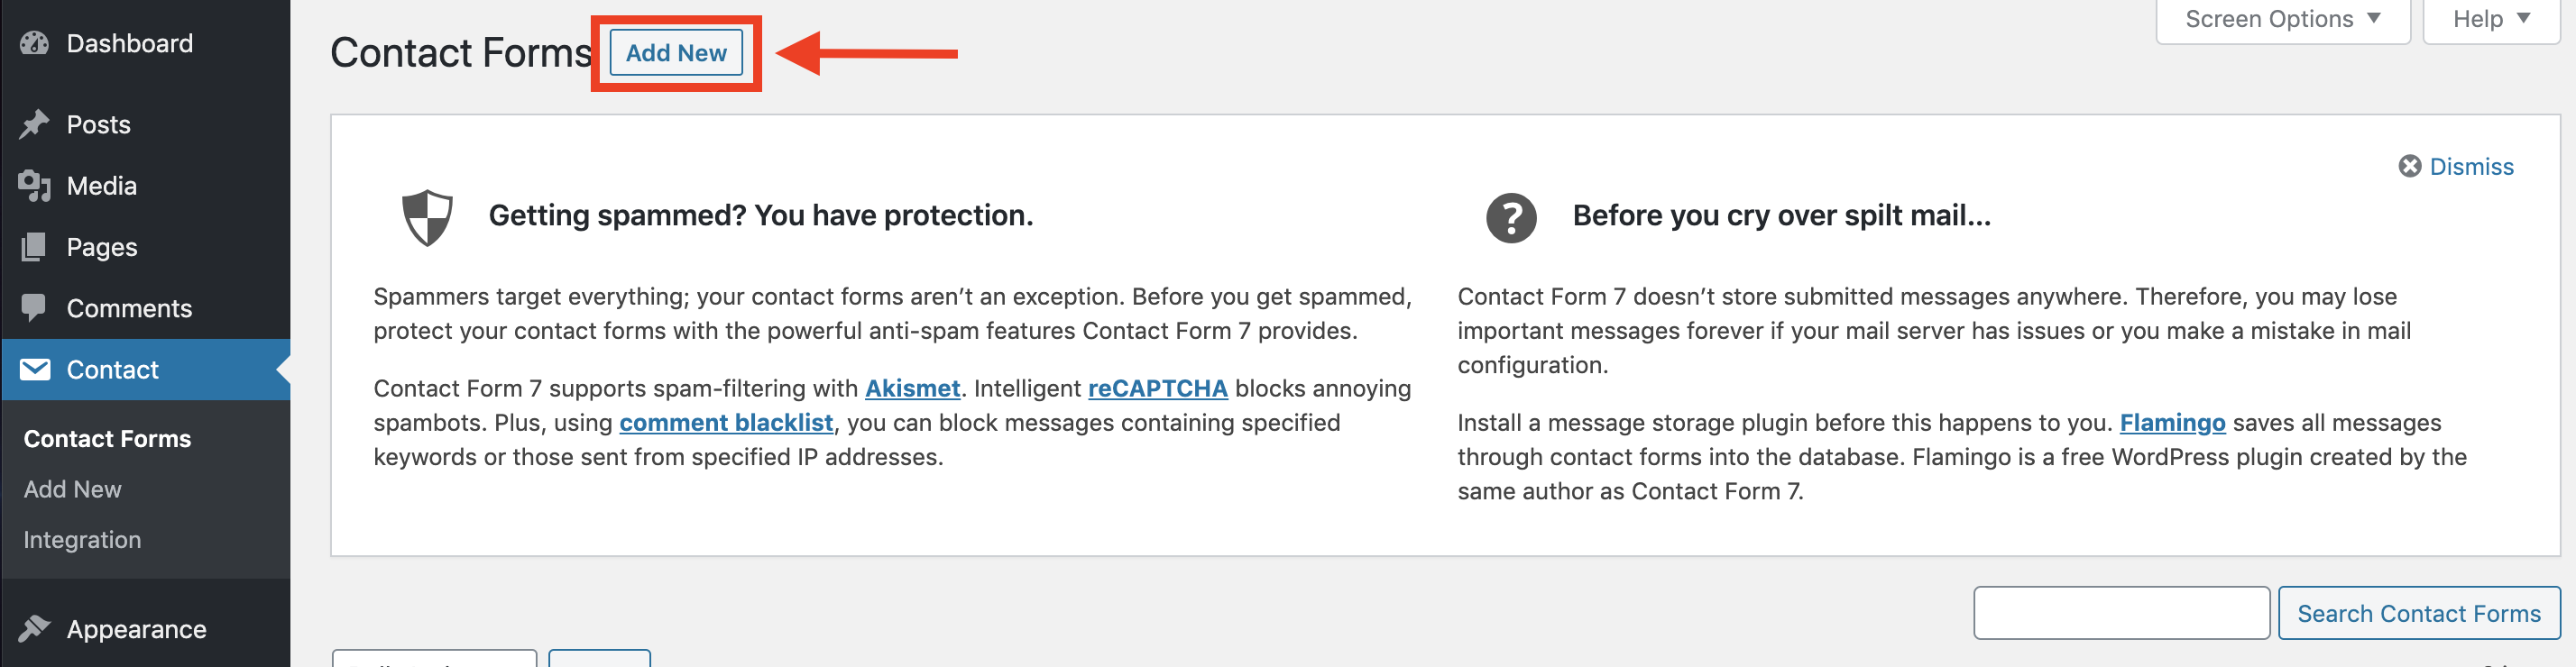 Dashboard
Posts
Media
Pages
Comments
Contact
Contact Forms
Add New
Integration
Appearance
Contact Forms
Add New
Screen Options
Help
Dismiss
Getting spammed? You have protection.
Spammers target everything; your contact forms aren’t an exception. Before you get spammed,
protect your contact forms with the powerful anti-spam features Contact Form 7 provides.
Contact Form 7 supports spam-filtering with Akismet. Intelligent reCAPTCHA blocks annoying
spambots. Plus, using comment blacklist, you can block messages containing specified
keywords or those sent from specified IP addresses.
Before you cry over spilt mail...
Contact Form 7 doesn’t store submitted messages anywhere. Therefore, you may lose
important messages forever if your mail server has issues or you make a mistake in mail
configuration.
Install a message storage plugin before this happens to you. Flamingo saves all messages
through contact forms into the database. Flamingo is a free WordPress plugin created by the
same author as Contact Form 7.
Search Contact Forms